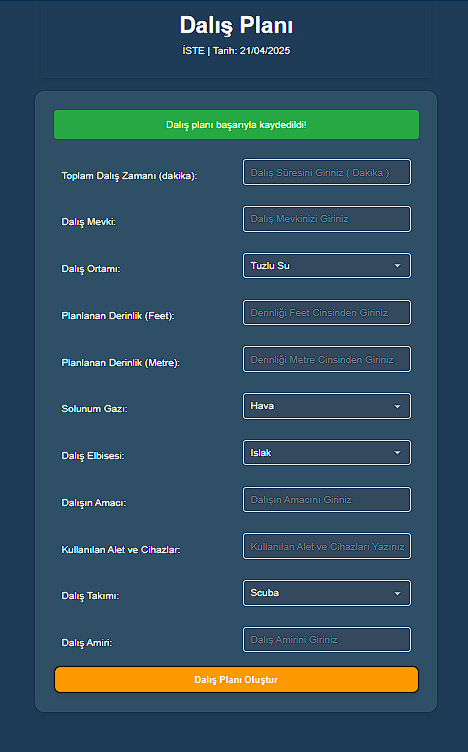 Dalış Planı
İSTE | Tarih: 21/04/2025
Dalış planı başarıyla kaydedildi!
Toplam Dalış Zamanı (dakika):
Dalış Süresini Giriniz ( Dakika )
Dalış Mevki:
Dalış Mevkinizi Giriniz
Dalış Ortamı:
Tuzlu Su
Planlanan Derinlik (Feet):
Derinliği Feet Cinsinden Giriniz
Planlanan Derinlik (Metre):
Derinliği Metre Cinsinden Giriniz
Solunum Gazı:
Hava
Dalış Elbisesi:
Islak
Dalışın Amacı:
Dalışın Amacını Giriniz
Kullanılan Alet ve Cihazlar:
Kullanılan Alet ve Cihazları Yazınız
Dalış Takımı:
Scuba
Dalış Amiri:
Dalış Amirini Giriniz
Dalış Planı Oluştur